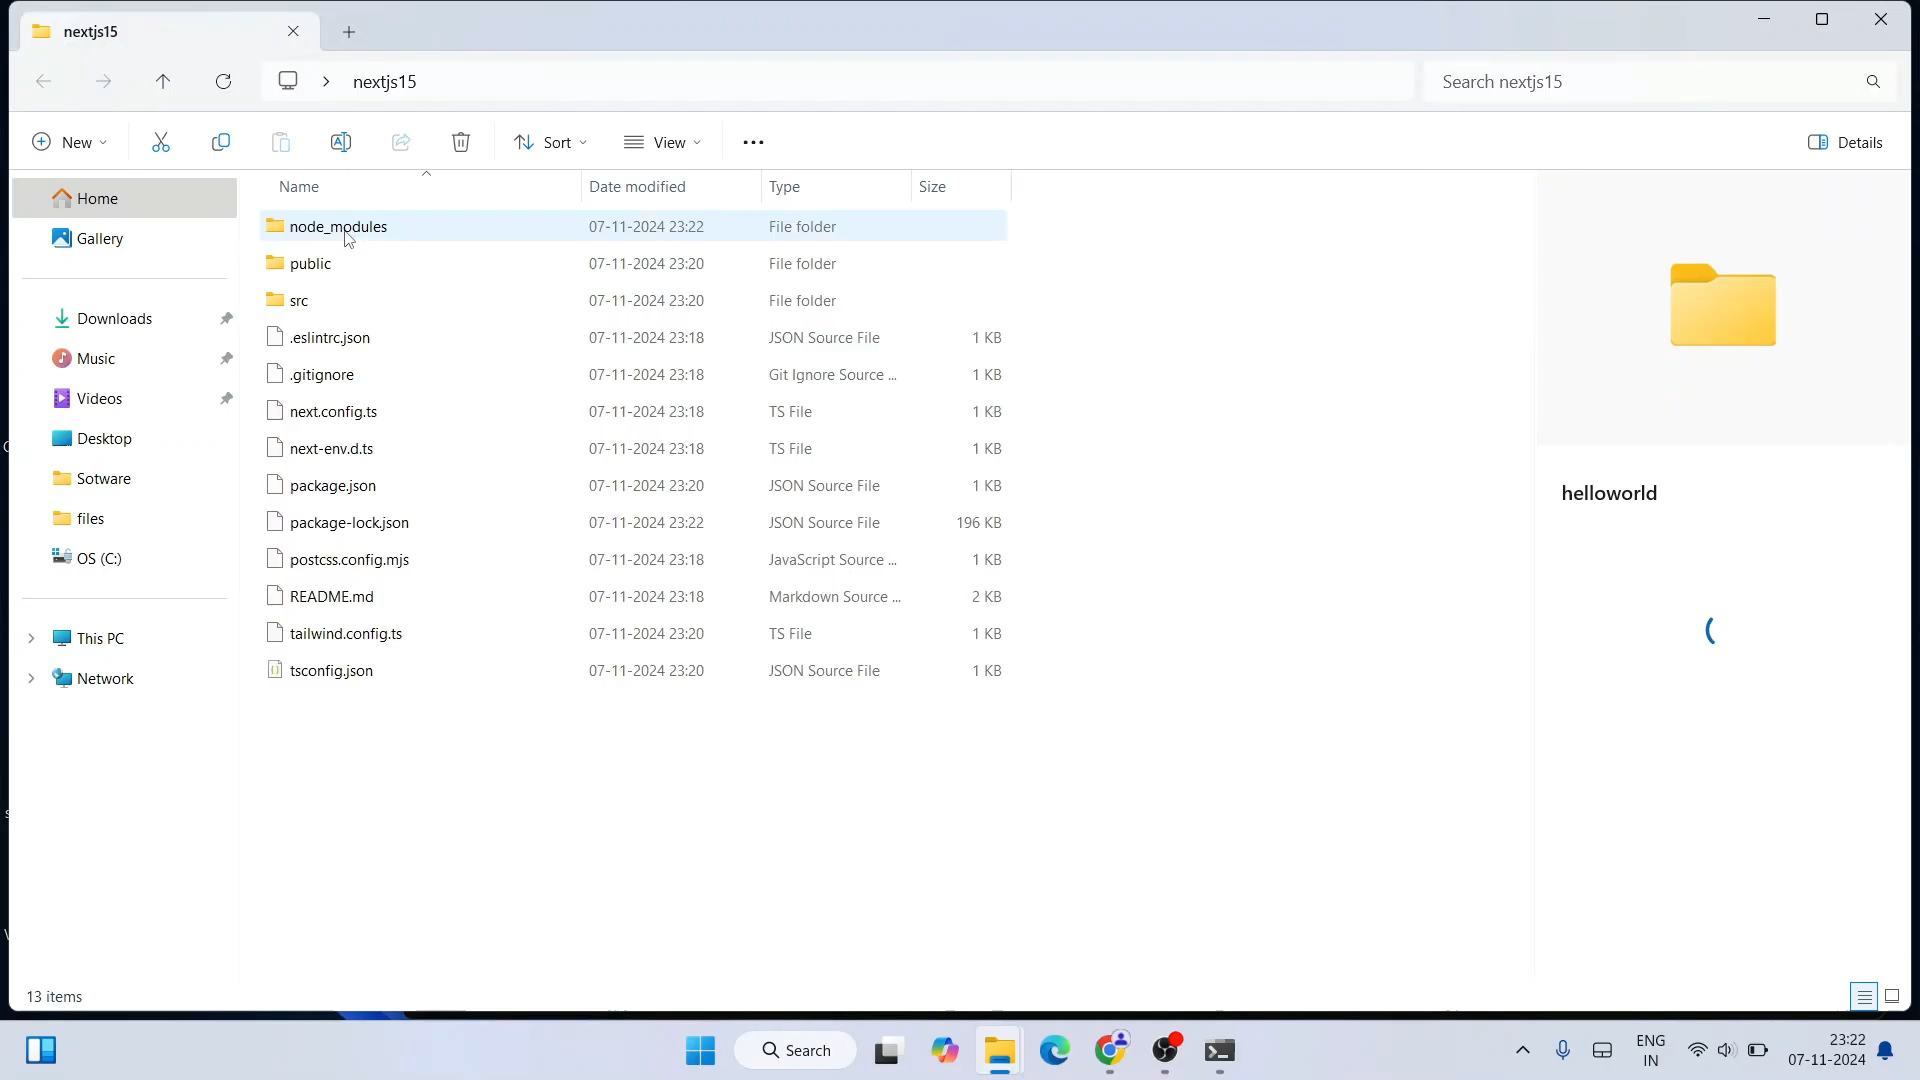 nextjs15
nextjs15
Search nextjs15
New
Sort
View
Details
Name
Date modified
Type
Size
Home
Gallery
Downloads
Music
Videos
Desktop
Sotware
files
OS (C:)
This PC
Network
node_modules 07-11-2024 23:22 File folder
public 07-11-2024 23:20 File folder
src 07-11-2024 23:20 File folder
.eslintrc.json 07-11-2024 23:18 JSON Source File 1 KB
.gitignore 07-11-2024 23:18 Git Ignore Source ... 1 KB
next.config.ts 07-11-2024 23:18 TS File 1 KB
next-env.d.ts 07-11-2024 23:18 TS File 1 KB
package.json 07-11-2024 23:20 JSON Source File 1 KB
package-lock.json 07-11-2024 23:22 JSON Source File 196 KB
postcss.config.mjs 07-11-2024 23:18 JavaScript Source ... 1 KB
README.md 07-11-2024 23:18 Markdown Source ... 2 KB
tailwind.config.ts 07-11-2024 23:20 TS File 1 KB
tsconfig.json 07-11-2024 23:20 JSON Source File 1 KB
helloworld
13 items
Search
ENG
IN
23:22
07-11-2024